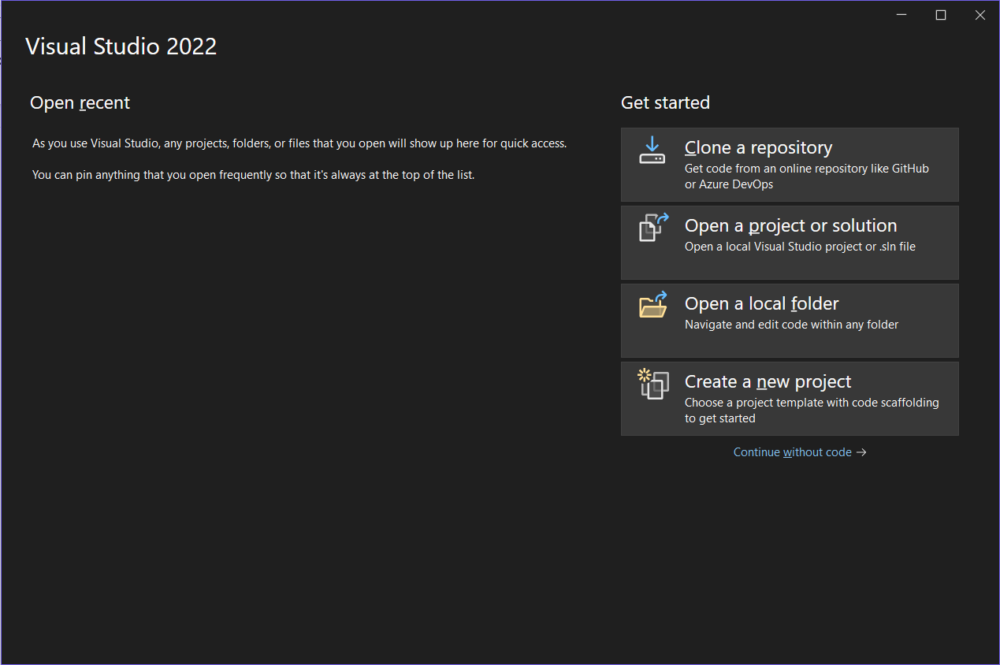 Visual Studio 2022
Open recent
As you use Visual Studio, any projects, folders, or files that you open will show up here for quick access.
You can pin anything that you open frequently so that it's always at the top of the list.
Get started
Clone a repository
Get code from an online repository like GitHub
or Azure DevOps
Open a project or solution
Open a local Visual Studio project or .sln file
Open a local folder
Navigate and edit code within any folder
Create a new project
Choose a project template with code scaffolding
to get started
Continue without code →